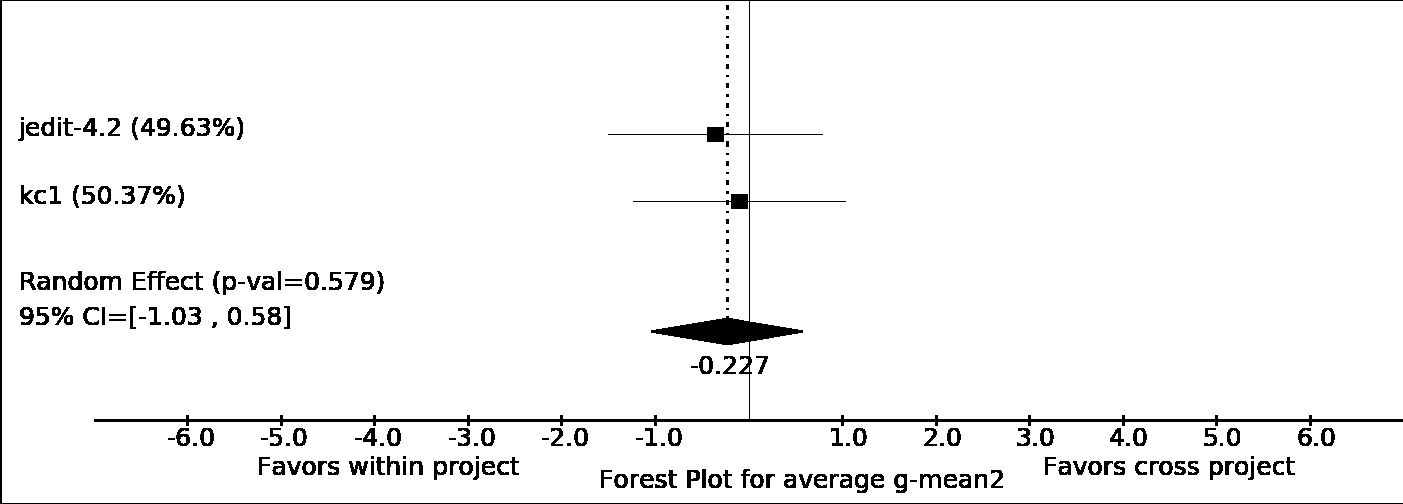 jedit-4.2 (49.63%)
kc1 (50.37%)
Random Effect (p-val=0.579)
95% CI=[-1.03 , 0.58]
-0.227
-6.0 -5.0 -4.0 -3.0 -2.0 -1.0 1.0 2.0 3.0 4.0 5.0 6.0
Favors within project Favors cross project
Forest Plot for average g-mean2